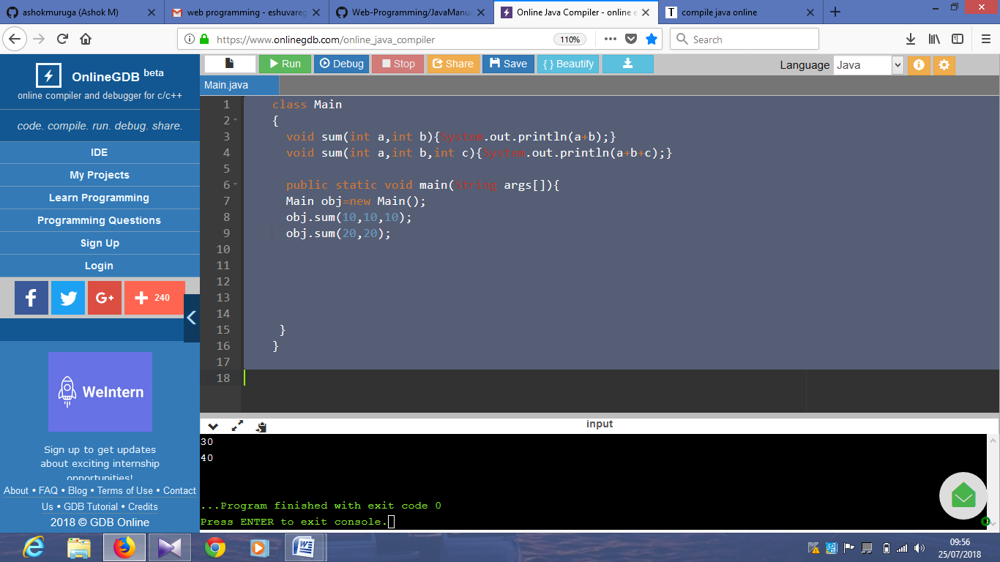 ashokmuruga (Ashok M)
web programming - eshuvareg
Web-Programming/JavaManua
Online Java Compiler - online e
T compile java online
https://www.onlinegdb.com/online_java_compiler
110%
Search
OnlineGDB beta
online compiler and debugger for c/c++
code. compile. run. debug. share.
IDE
My Projects
Learn Programming
Programming Questions
Sign Up
Login
f
G+
240
WeIntern
Sign up to get updates
about exciting internship
opportunities!
About • FAQ • Blog • Terms of Use • Contact
Us • GDB Tutorial • Credits
2018 © GDB Online
Run
Debug
Stop
Share
Save
{ } Beautify
Language Java
Main.java
1 class Main
2 {
3 void sum(int a,int b){System.out.println(a+b);}
4 void sum(int a,int b,int c){System.out.println(a+b+c);}
5
6 public static void main(String args[]){
7 Main obj=new Main();
8 obj.sum(10,10,10);
9 obj.sum(20,20);
10
11
12
13
14
15 }
16 }
17
18
input
30
40
...Program finished with exit code 0
Press ENTER to exit console.
09:56
25/07/2018